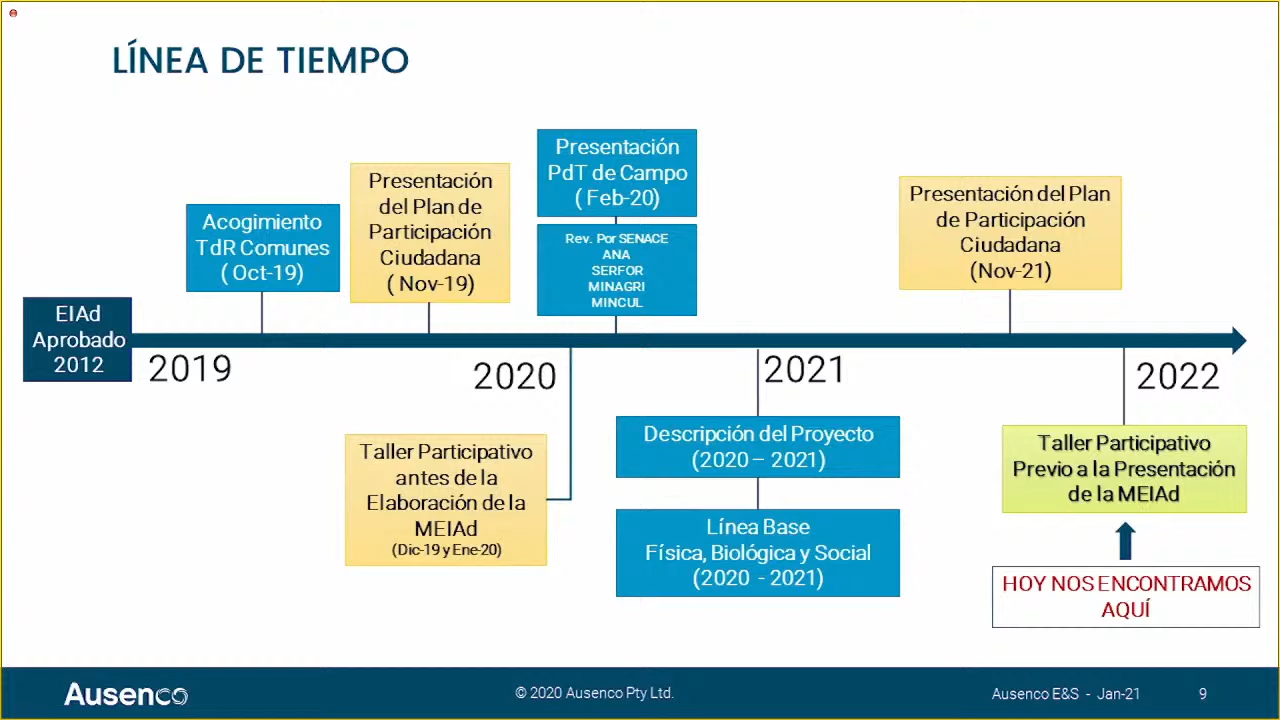 LÍNEA DE TIEMPO
EIAd
Aprobado
2012
Acogimiento
TdR Comunes
( Oct-19)
Presentación
del Plan de
Participación
Ciudadana
( Nov-19)
Presentación
PdT de Campo
( Feb-20)
Rev. Por SENACE
ANA
SERFOR
MINAGRI
MINCUL
Presentación del Plan
de Participación
Ciudadana
(Nov-21)
2019
2020
2021
2022
Taller Participativo
antes de la
Elaboración de la
MEIAd
(Dic-19 y Ene-20)
Descripción del Proyecto
(2020 – 2021)
Línea Base
Física, Biológica y Social
(2020 - 2021)
Taller Participativo
Previo a la Presentación
de la MEIAd
HOY NOS ENCONTRAMOS
AQUÍ
Ausenco
© 2020 Ausenco Pty Ltd.
Ausenco E&S - Jan-21
9